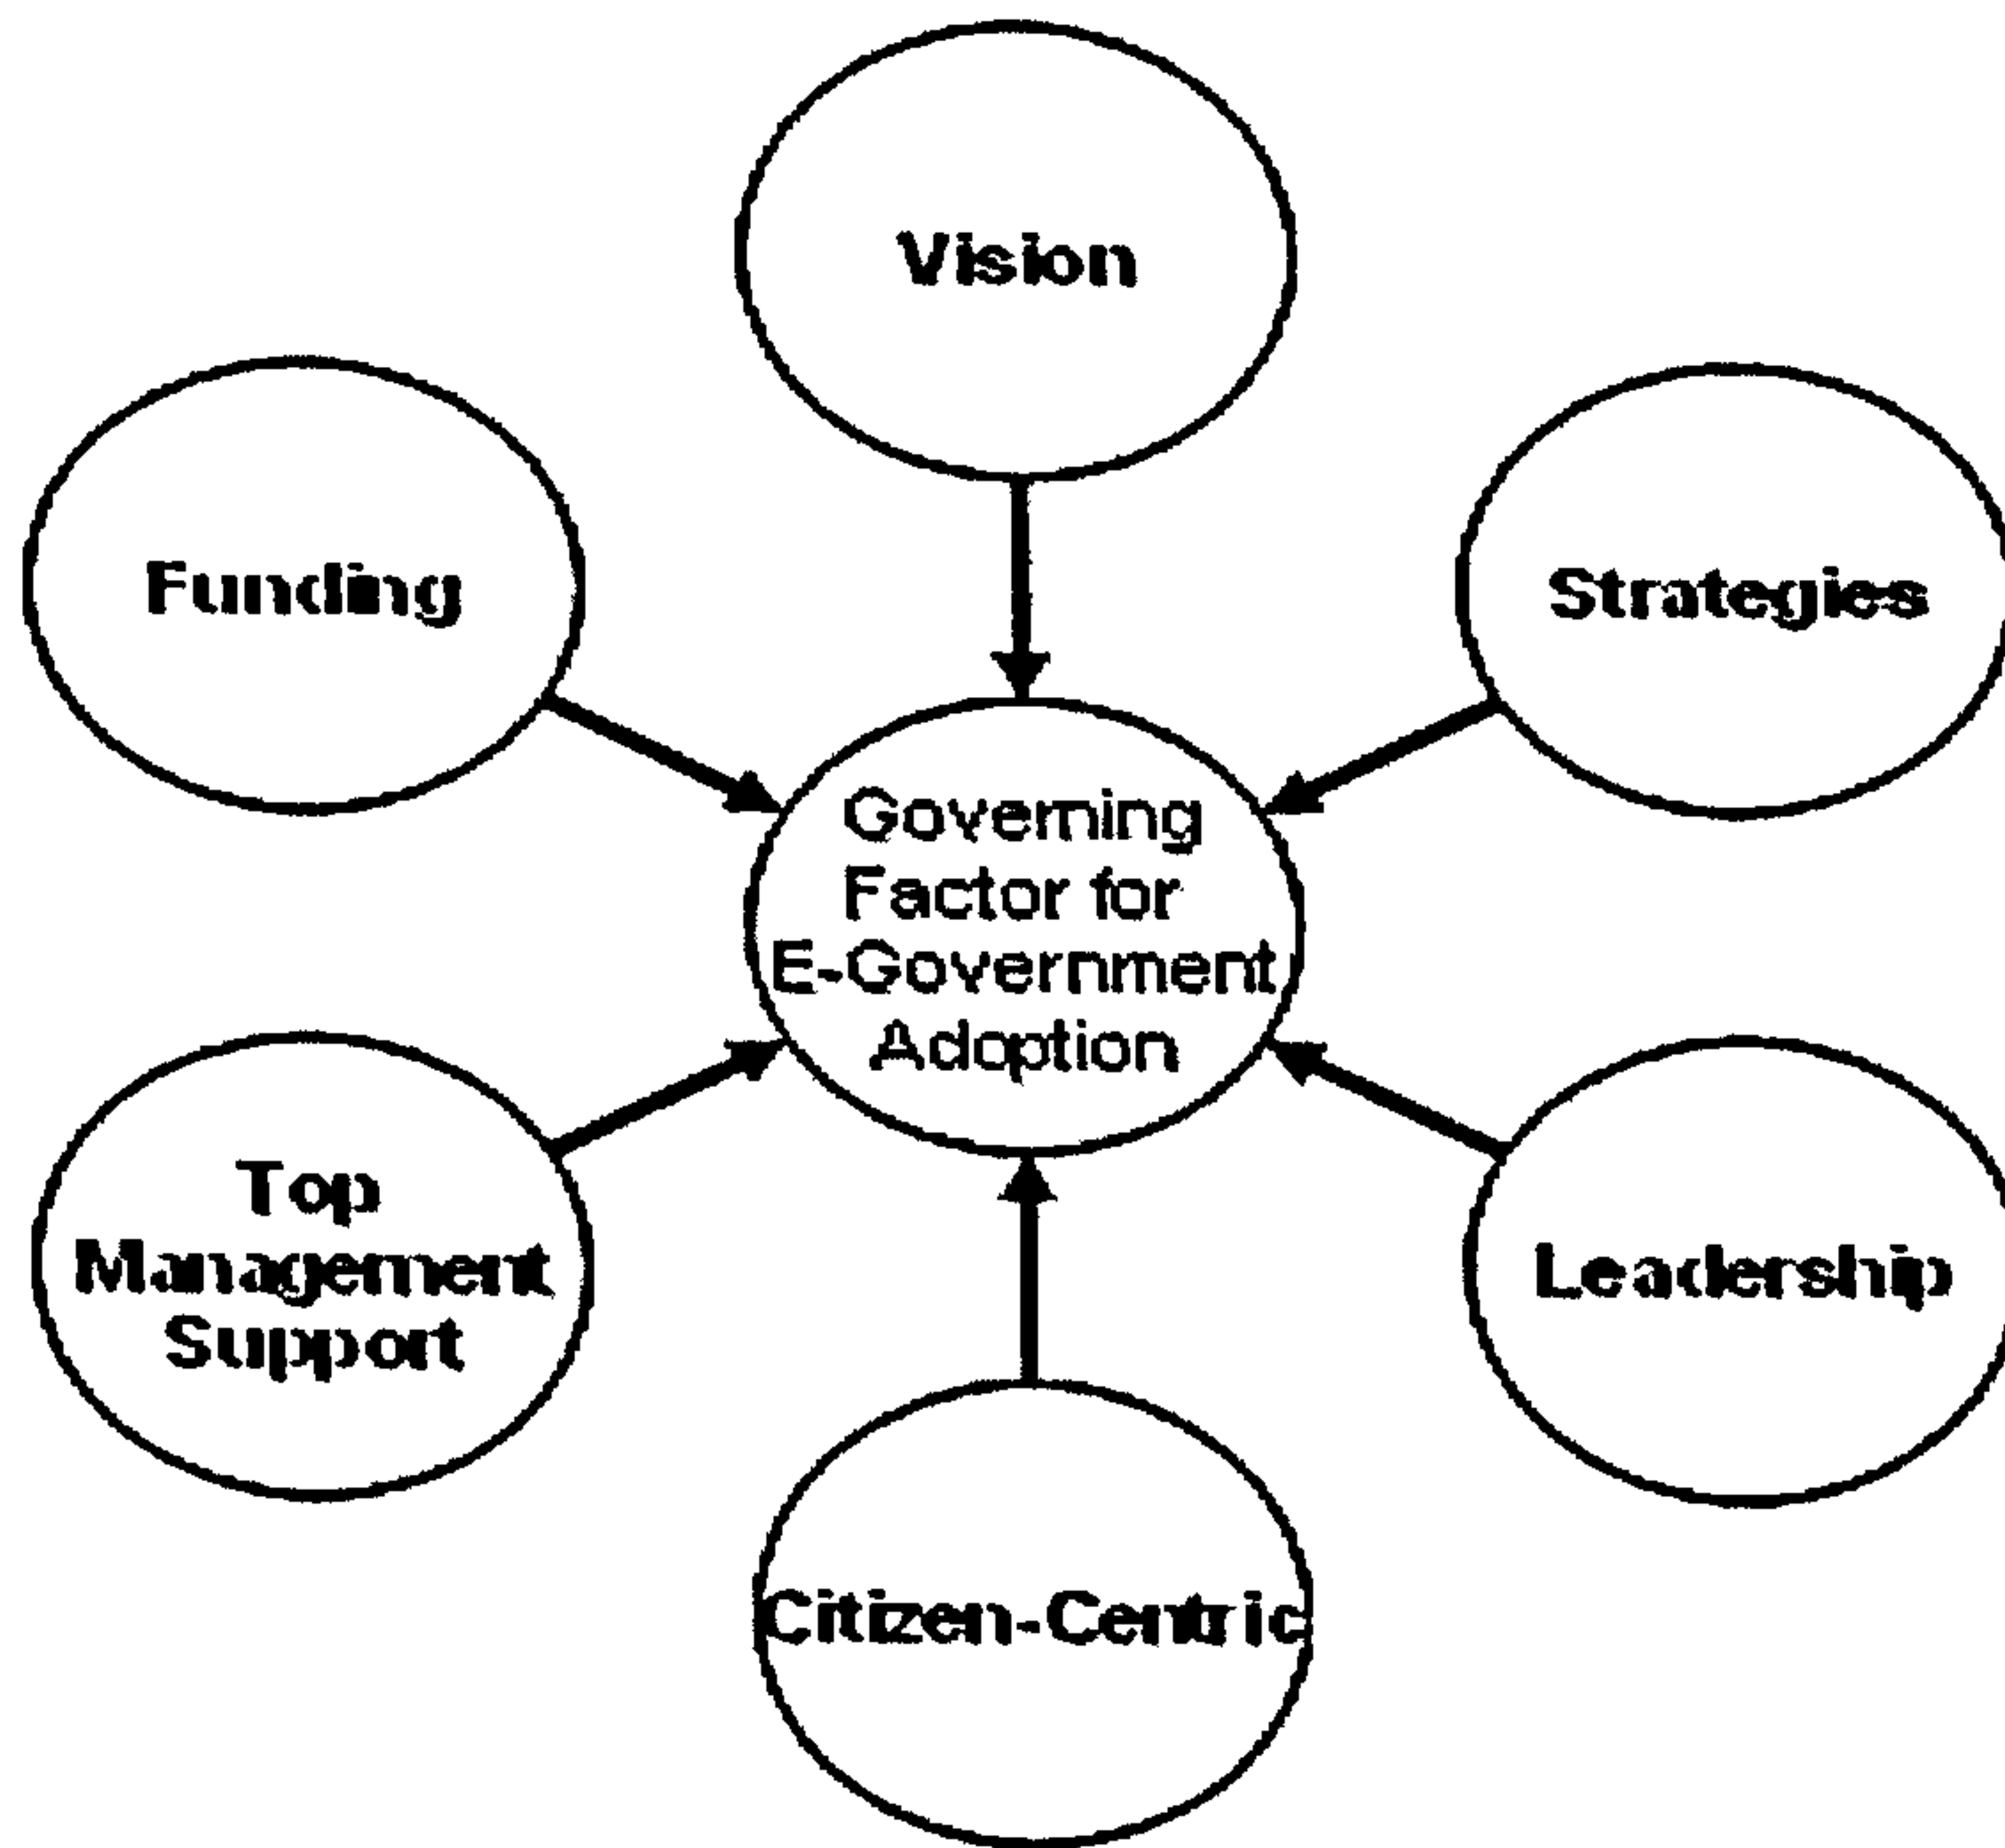 Vision
Funding
Strategies
Governing
Factor for
E-Government
Adoption
Top
Management
Support
Leadership
Citizen-Centric